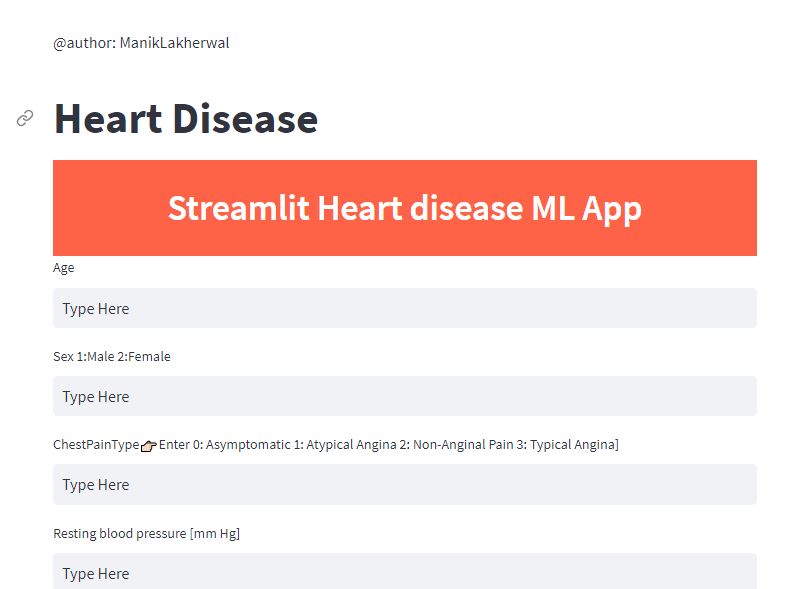 @author: ManikLakherwal
Heart Disease
Streamlit Heart disease ML App
Age
Type Here
Sex 1:Male 2:Female
Type Here
ChestPainType👉🏻Enter 0: Asymptomatic 1: Atypical Angina 2: Non-Anginal Pain 3: Typical Angina]
Type Here
Resting blood pressure [mm Hg]
Type Here